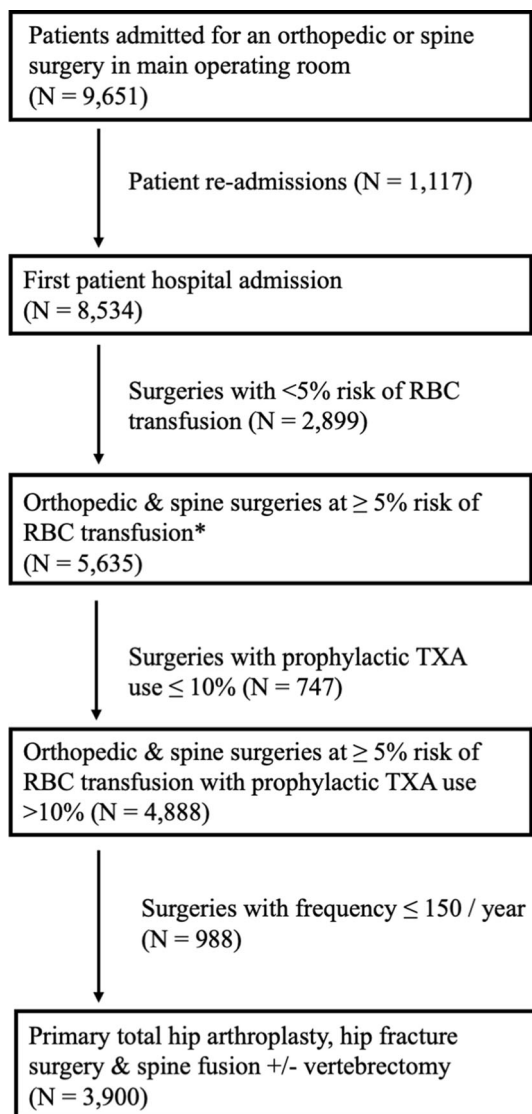 Patients admitted for an orthopedic or spine
surgery in main operating room
(N = 9,651)
Patient re-admissions (N = 1,117)
First patient hospital admission
(N = 8,534)
Surgeries with <5% risk of RBC
transfusion (N = 2,899)
Orthopedic & spine surgeries at ≥ 5% risk of
RBC transfusion*
(N = 5,635)
Surgeries with prophylactic TXA
use ≤ 10% (N = 747)
Orthopedic & spine surgeries at ≥ 5% risk of
RBC transfusion with prophylactic TXA use
>10% (N = 4,888)
Surgeries with frequency ≤ 150 / year
(N = 988)
Primary total hip arthroplasty, hip fracture
surgery & spine fusion +/- vertebrectomy
(N = 3,900)